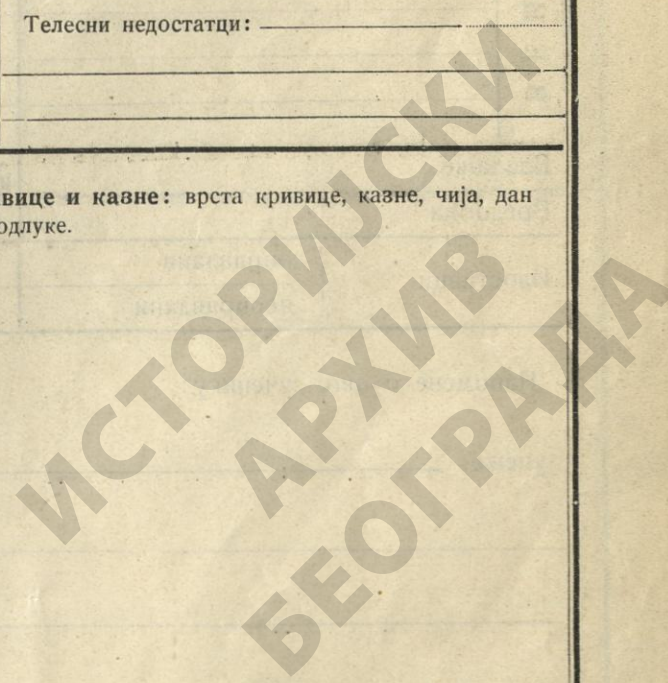 Телесни недостатци:
вице и казне: врста кривице, казне, чија, дан
одлуке.
ИСТОРИЈСКИ
АРХИВ
БЕОГРАДА